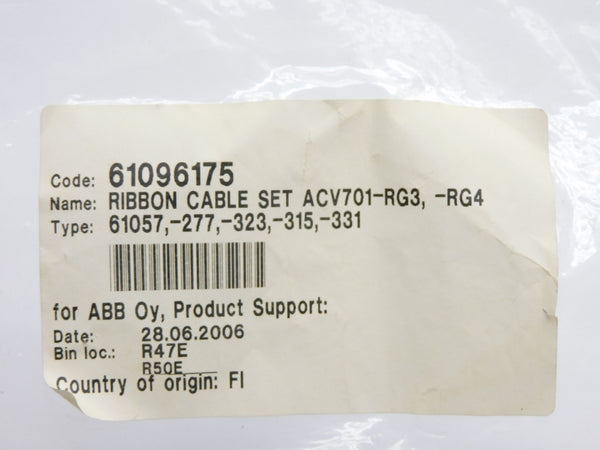 Code: 61096175
Name: RIBBON CABLE SET ACV701-RG3, -RG4
Type: 61057,-277,-323,-315,-331
for ABB Oy, Product Support:
Date: 28.06.2006
Bin loc.: R47E
R50E
Country of origin: FI